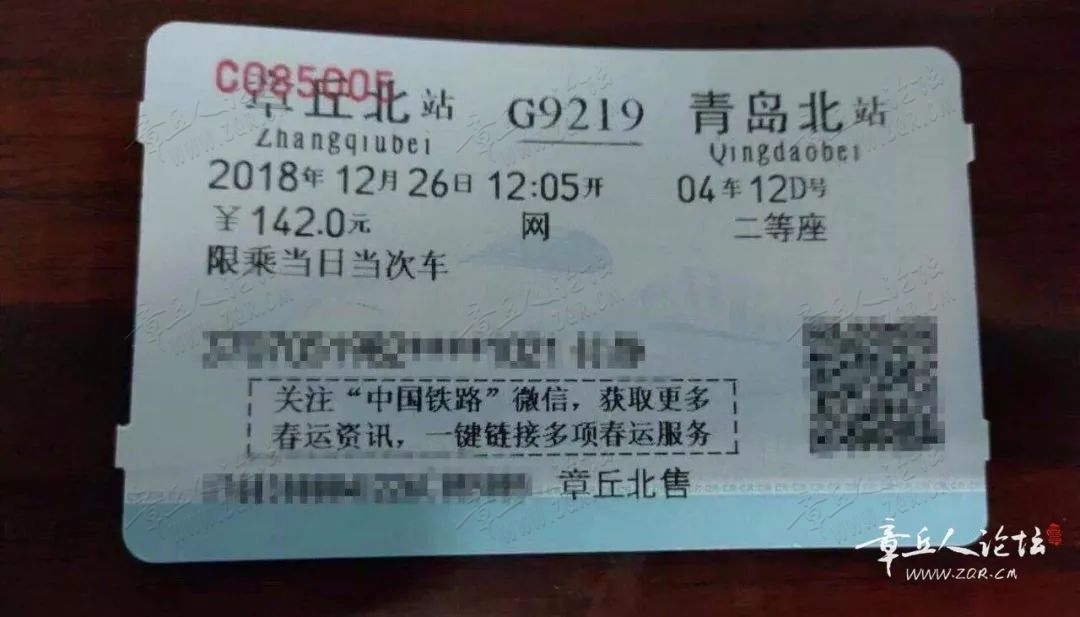 C085005
章丘北站 G9219 青岛北站
Zhangqiubei Qingdaobei
2018年12月26日12:05开 04车12D号
￥142.0元 网 二等座
限乘当日当次车
关注“中国铁路”微信，获取更多
春运资讯，一键链接多项春运服务
章丘北售
章丘人论坛
WWW.ZQR.CM